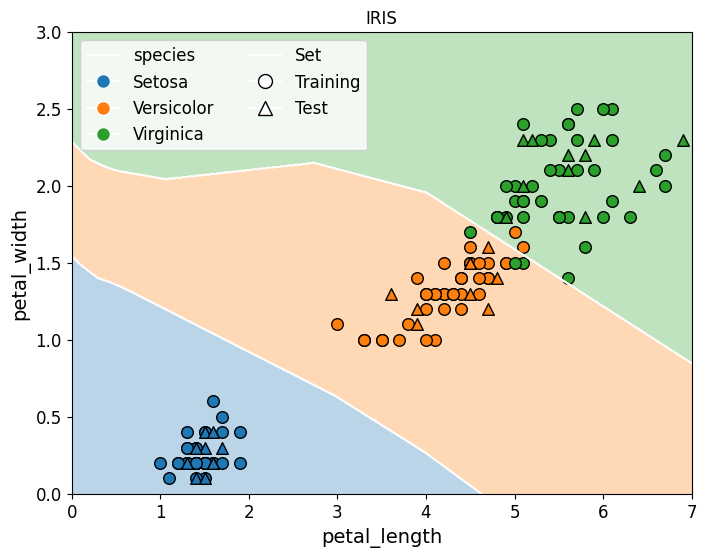 IRIS
species Set
Setosa Training
Versicolor Test
Virginica
3.0
2.5
2.0
1.5
1.0
0.5
0.0
petal_width
0 1 2 3 4 5 6 7
petal_length